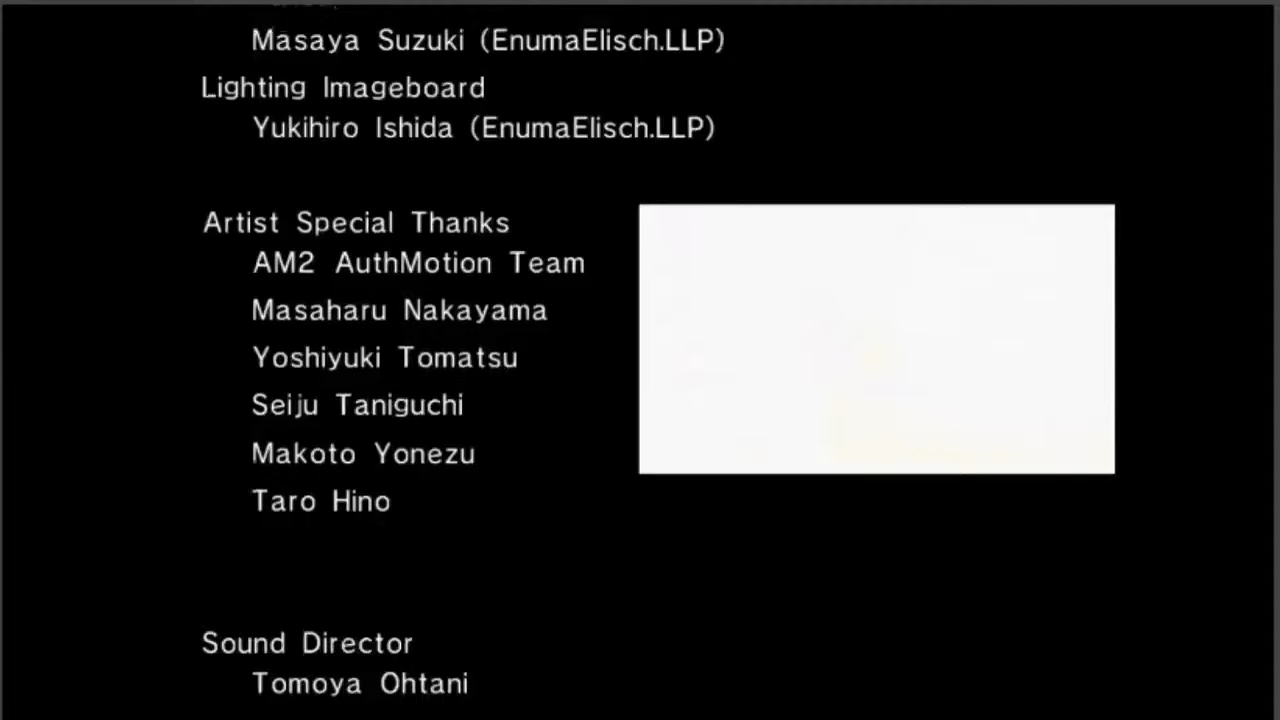 Masaya Suzuki (EnumaElisch.LLP)
Lighting Imageboard
Yukihiro Ishida (EnumaElisch.LLP)
Artist Special Thanks
AM2 AuthMotion Team
Masaharu Nakayama
Yoshiyuki Tomatsu
Seiju Taniguchi
Makoto Yonezu
Taro Hino
Sound Director
Tomoya Ohtani